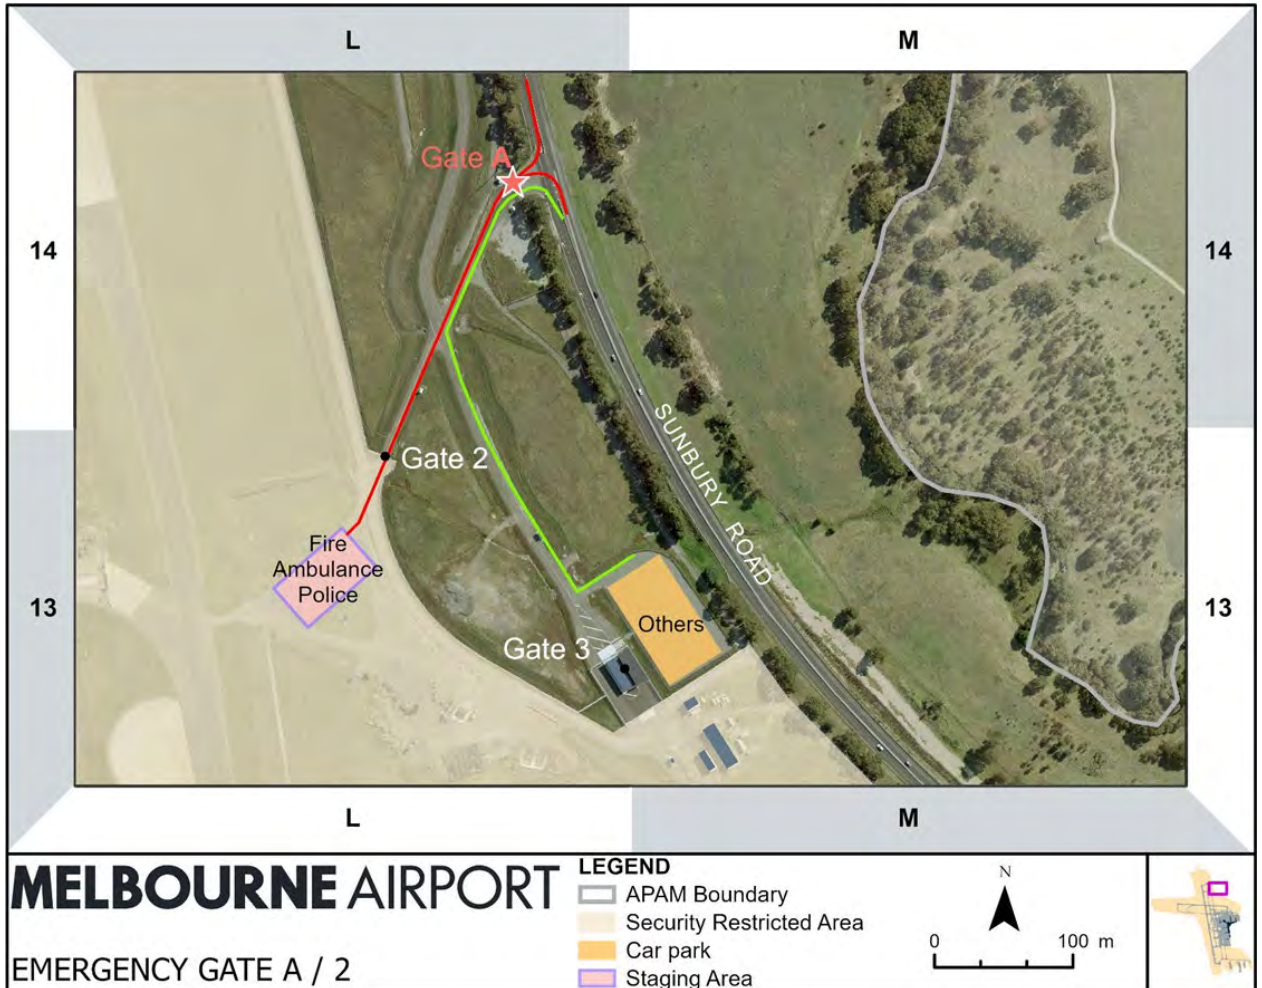 L
M
Gate A
14
14
SUNBURY ROAD
Gate 2
Fire
Ambulance
Police
13
13
Others
Gate 3
L
M
MELBOURNE AIRPORT
EMERGENCY GATE A / 2
LEGEND
APAM Boundary
Security Restricted Area
Car park
Staging Area
N
0 100 m